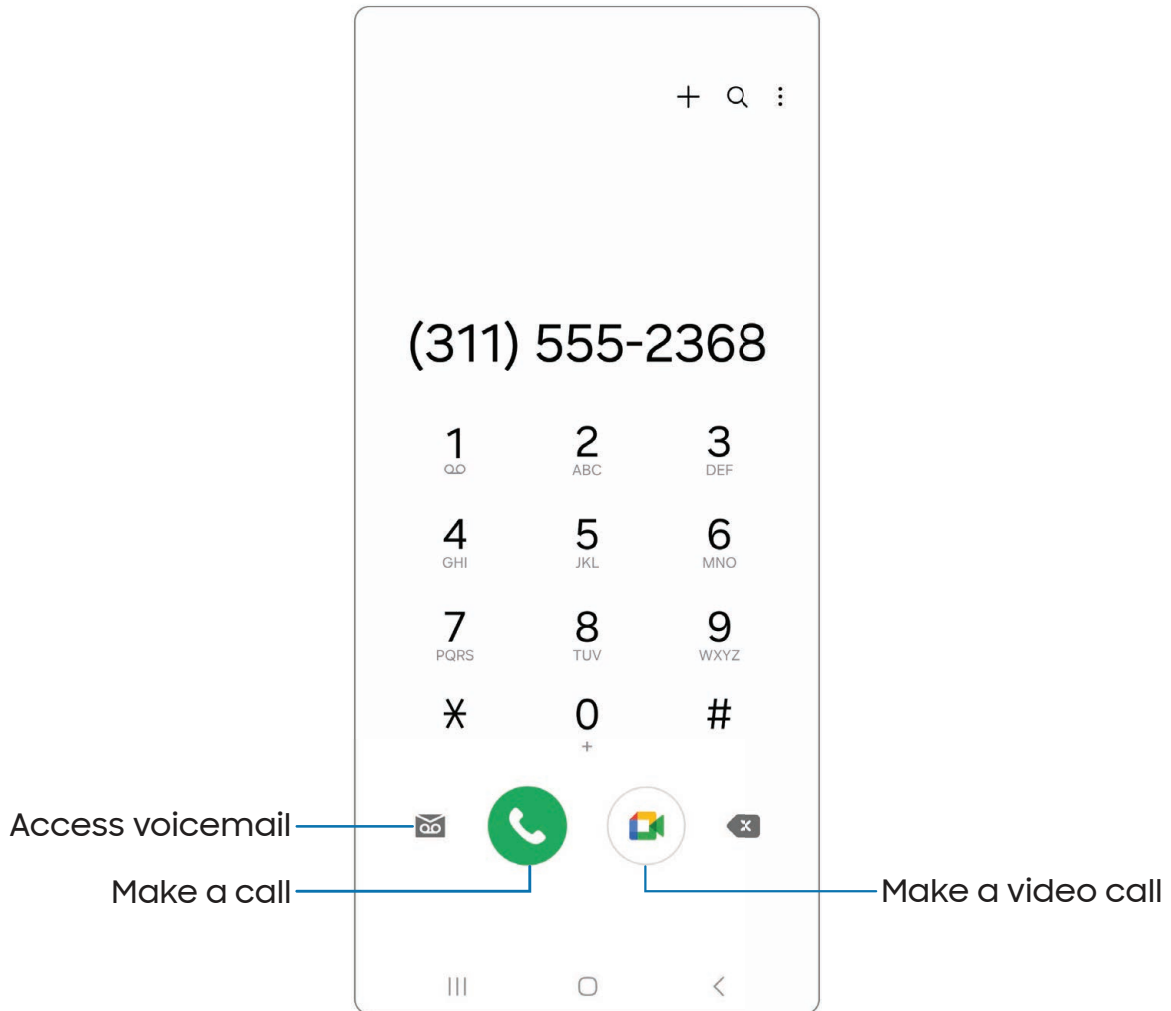 (311) 555-2368
1 2 3
ABC DEF
4 5 6
GHI JKL MNO
7 8 9
PQRS TUV WXYZ
* 0 #
+
Access voicemail
Make a call
Make a video call